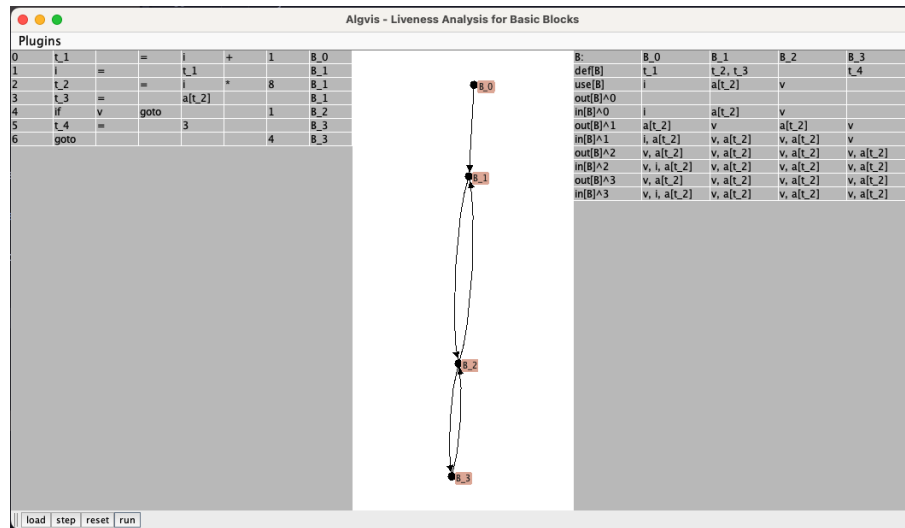 Algvis - Liveness Analysis for Basic Blocks
Plugins
0 t_1 = i + 1 B_0
1 i = t_1 B_1
2 t_2 = i * 8 B_1
3 t_3 = a[t_2] B_1
4 if v goto 1 B_2
5 t_4 = 3 B_3
6 goto 4 B_3
B_0
B_1
B_2
B_3
B: B_0 B_1 B_2 B_3
def[B] t_1 t_2, t_3 t_4
use[B] i a[t_2] v
out[B]^0
in[B]^0 i a[t_2] v
out[B]^1 a[t_2] v a[t_2] v
in[B]^1 i, a[t_2] v, a[t_2] v, a[t_2] v
out[B]^2 v, a[t_2] v, a[t_2] v, a[t_2] v, a[t_2]
in[B]^2 v, i, a[t_2] v, a[t_2] v, a[t_2] v, a[t_2]
out[B]^3 v, a[t_2] v, a[t_2] v, a[t_2] v, a[t_2]
in[B]^3 v, i, a[t_2] v, a[t_2] v, a[t_2] v, a[t_2]
load step reset run